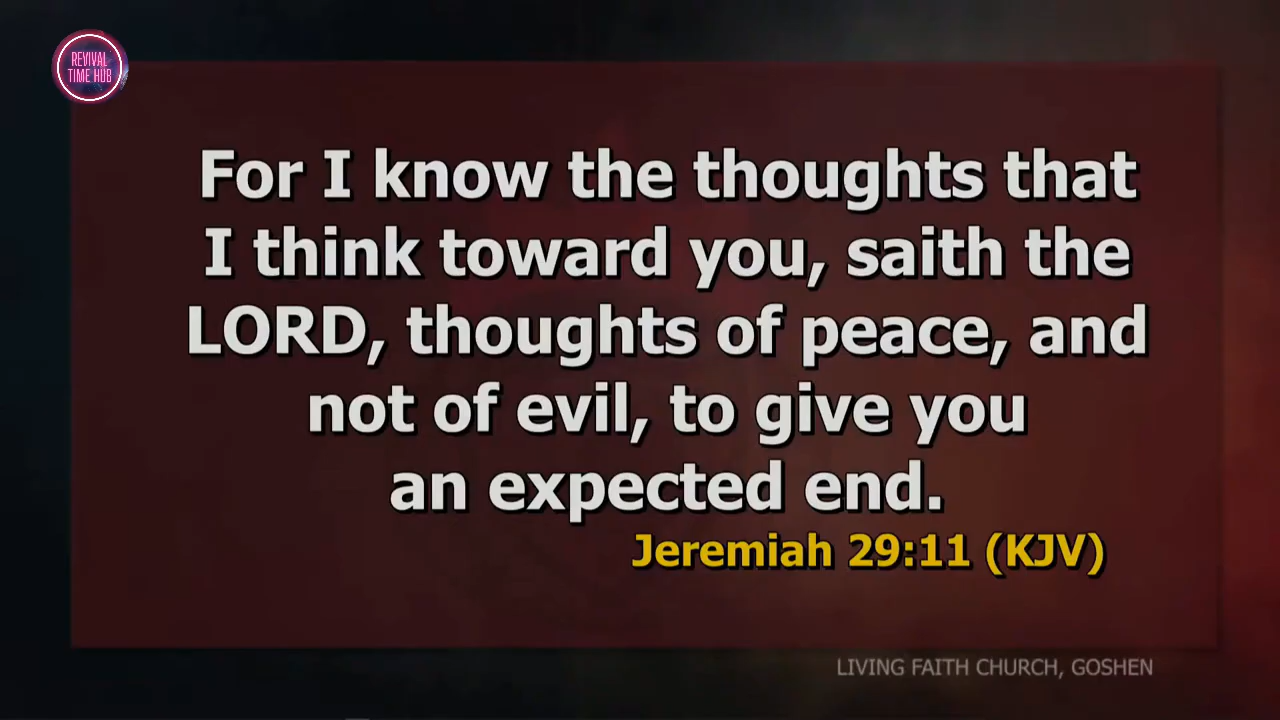 REVIVAL
TIME HUB
For I know the thoughts that
I think toward you, saith the
LORD, thoughts of peace, and
not of evil, to give you
an expected end.
Jeremiah 29:11 (KJV)
LIVING FAITH CHURCH, GOSHEN